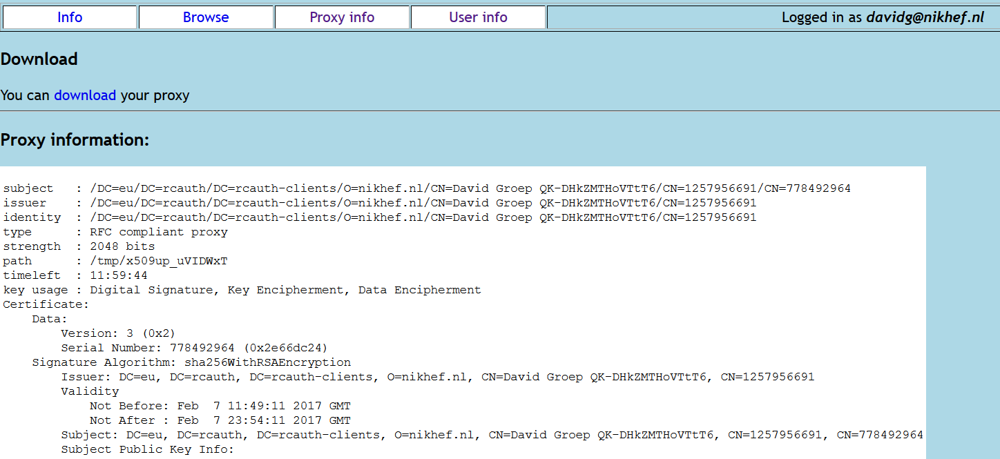 Info Browse Proxy info User info Logged in as davidg@nikhef.nl
Download
You can download your proxy
Proxy information:
subject   : /DC=eu/DC=rcauth/DC=rcauth-clients/O=nikhef.nl/CN=David Groep QK-DHkZMTHoVTtT6/CN=1257956691/CN=778492964
issuer    : /DC=eu/DC=rcauth/DC=rcauth-clients/O=nikhef.nl/CN=David Groep QK-DHkZMTHoVTtT6/CN=1257956691
identity  : /DC=eu/DC=rcauth/DC=rcauth-clients/O=nikhef.nl/CN=David Groep QK-DHkZMTHoVTtT6/CN=1257956691
type      : RFC compliant proxy
strength  : 2048 bits
path      : /tmp/x509up_uVIDWxT
timeleft  : 11:59:44
key usage : Digital Signature, Key Encipherment, Data Encipherment
Certificate:
    Data:
        Version: 3 (0x2)
        Serial Number: 778492964 (0x2e66dc24)
    Signature Algorithm: sha256WithRSAEncryption
        Issuer: DC=eu, DC=rcauth, DC=rcauth-clients, O=nikhef.nl, CN=David Groep QK-DHkZMTHoVTtT6, CN=1257956691
        Validity
            Not Before: Feb  7 11:49:11 2017 GMT
            Not After : Feb  7 23:54:11 2017 GMT
        Subject: DC=eu, DC=rcauth, DC=rcauth-clients, O=nikhef.nl, CN=David Groep QK-DHkZMTHoVTtT6, CN=1257956691, CN=778492964
        Subject Public Key Info: